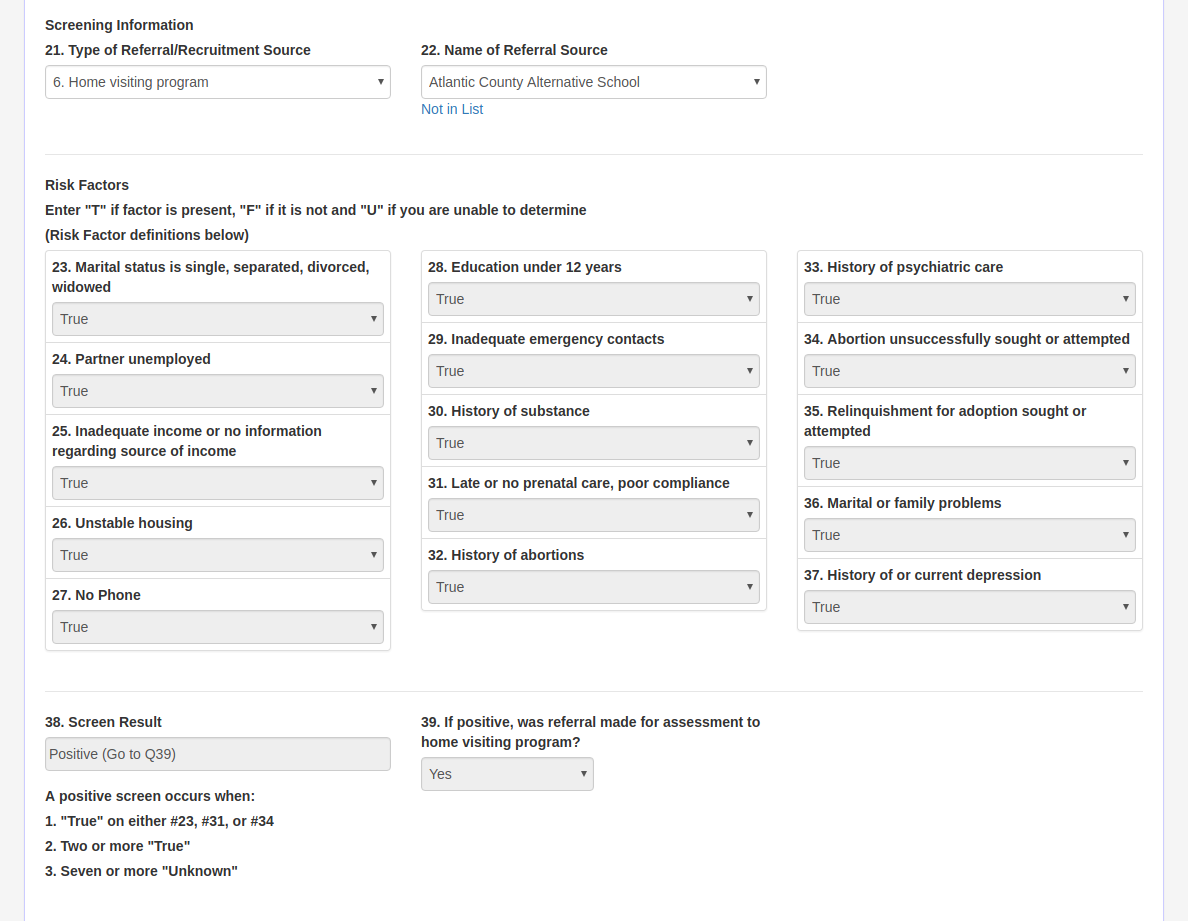 Screening Information
21. Type of Referral/Recruitment Source
6. Home visiting program
22. Name of Referral Source
Atlantic County Alternative School
Not in List
Risk Factors
Enter "T" if factor is present, "F" if it is not and "U" if you are unable to determine
(Risk Factor definitions below)
23. Marital status is single, separated, divorced,
widowed
True
24. Partner unemployed
True
25. Inadequate income or no information
regarding source of income
True
26. Unstable housing
True
27. No Phone
True
28. Education under 12 years
True
29. Inadequate emergency contacts
True
30. History of substance
True
31. Late or no prenatal care, poor compliance
True
32. History of abortions
True
33. History of psychiatric care
True
34. Abortion unsuccessfully sought or attempted
True
35. Relinquishment for adoption sought or
attempted
True
36. Marital or family problems
True
37. History of or current depression
True
38. Screen Result
Positive (Go to Q39)
A positive screen occurs when:
1. "True" on either #23, #31, or #34
2. Two or more "True"
3. Seven or more "Unknown"
39. If positive, was referral made for assessment to
home visiting program?
Yes